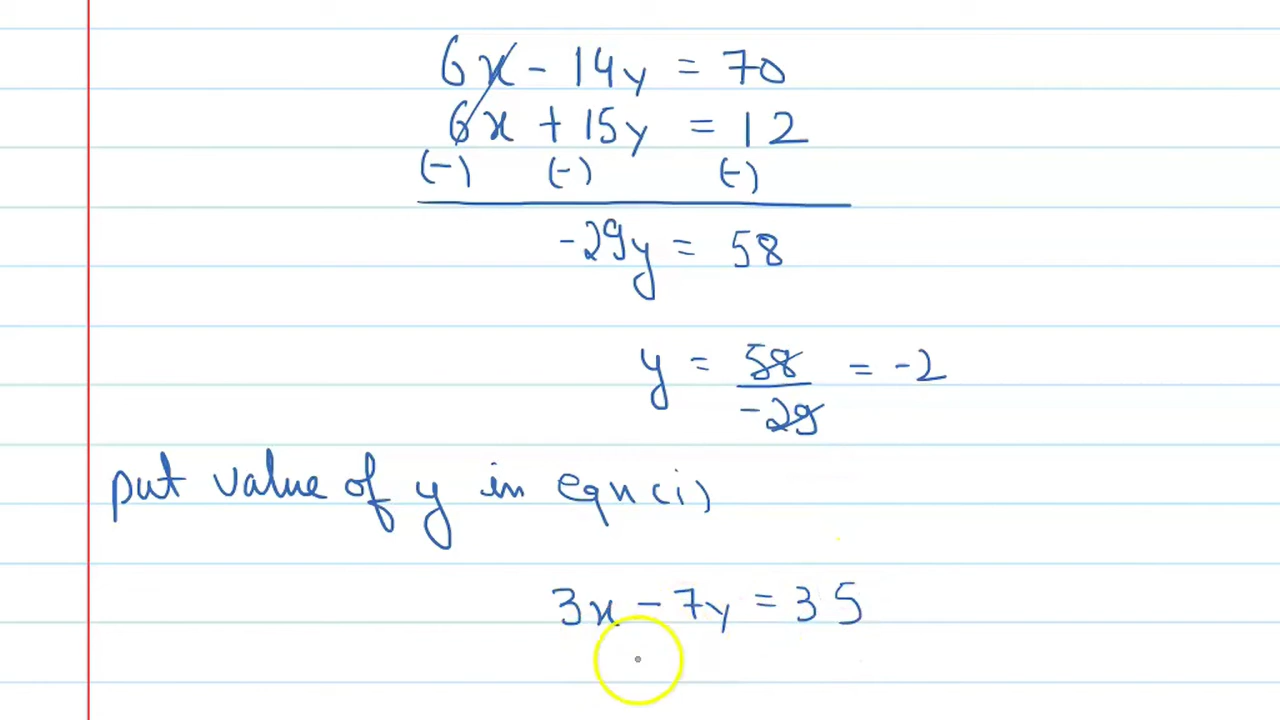 6x - 14y = 70
6x + 15y = 12
(-) (-) (-)
-29y = 58
y = 58/-29 = -2
put value of y in eqn (i)
3x - 7y = 35